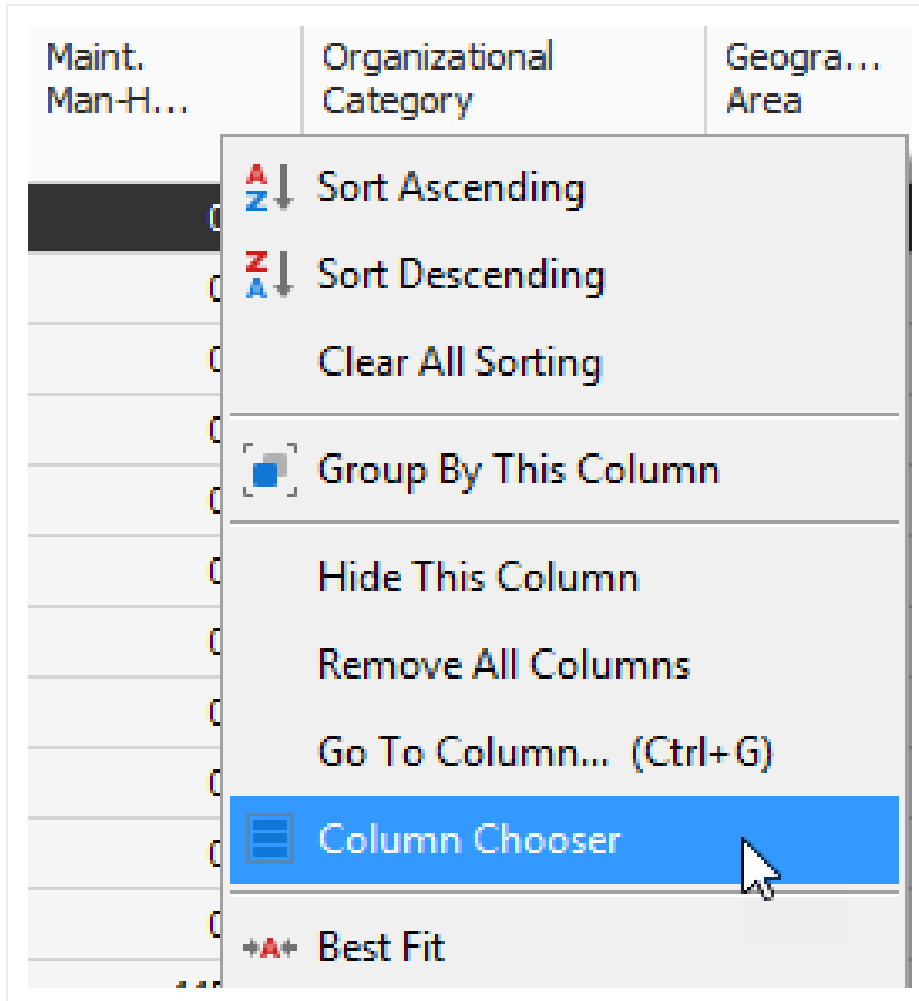 Maint.
Man-H...
Organizational
Category
Geogra...
Area
Sort Ascending
Sort Descending
Clear All Sorting
Group By This Column
Hide This Column
Remove All Columns
Go To Column... (Ctrl+G)
Column Chooser
Best Fit